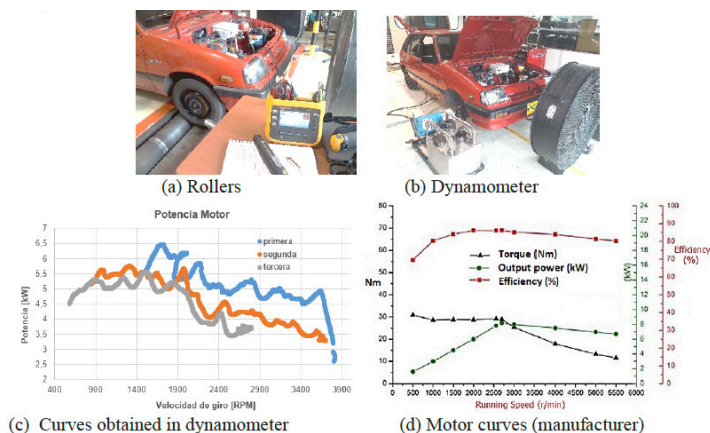 (a) Rollers
(b) Dynamometer
Potencia Motor
primera
segunda
tercera
Potencia [kW]
7
6,5
6
5,5
5
4,5
4
3,5
3
2,5
2
400 900 1400 1900 2400 2900 3400 3900
Velocidad de giro [RPM]
(c) Curves obtained in dynamometer
80
70
60
50
Nm
40
30
20
10
0
Torque (Nm)
Output power (kW)
Efficiency (%)
24
22
20
18
16
14
12
10
8
6
4
2
0
(kW)
100
90
80
70
60
50
40
30
20
10
0
Efficiency
(%)
0 500 1000 1500 2000 2500 3000 3500 4000 4500 5000 5500 6000
Running Speed (r/min)
(d) Motor curves (manufacturer)